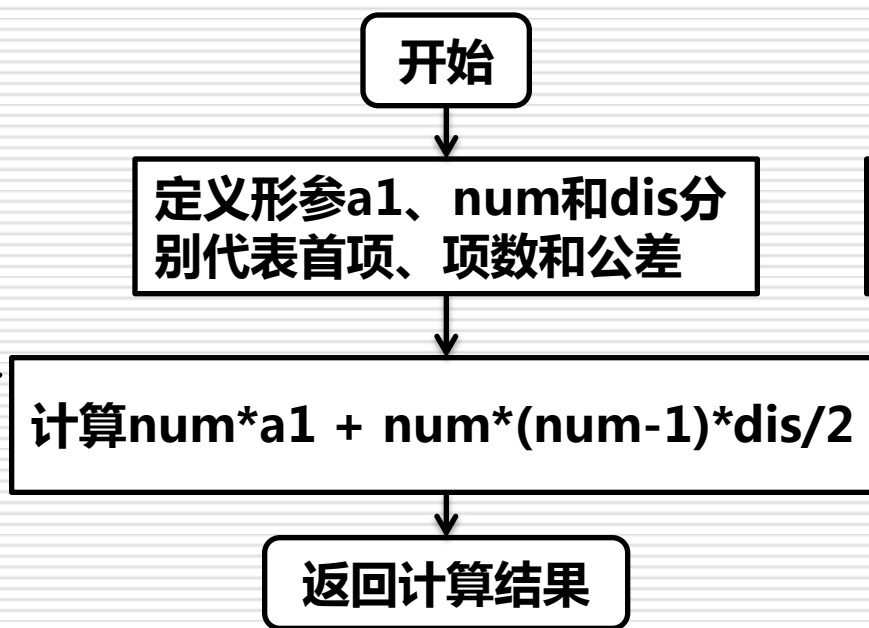 开始
定义形参a1、num和dis分
别代表首项、项数和公差
计算num*a1 + num*(num-1)*dis/2
返回计算结果